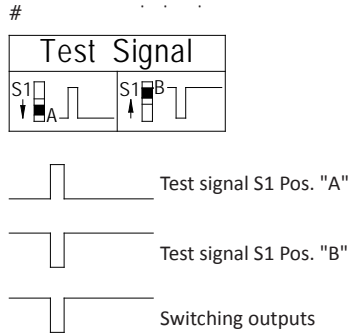 #
Test Signal
S1 A S1 B
Test signal S1 Pos. "A"
Test signal S1 Pos. "B"
Switching outputs